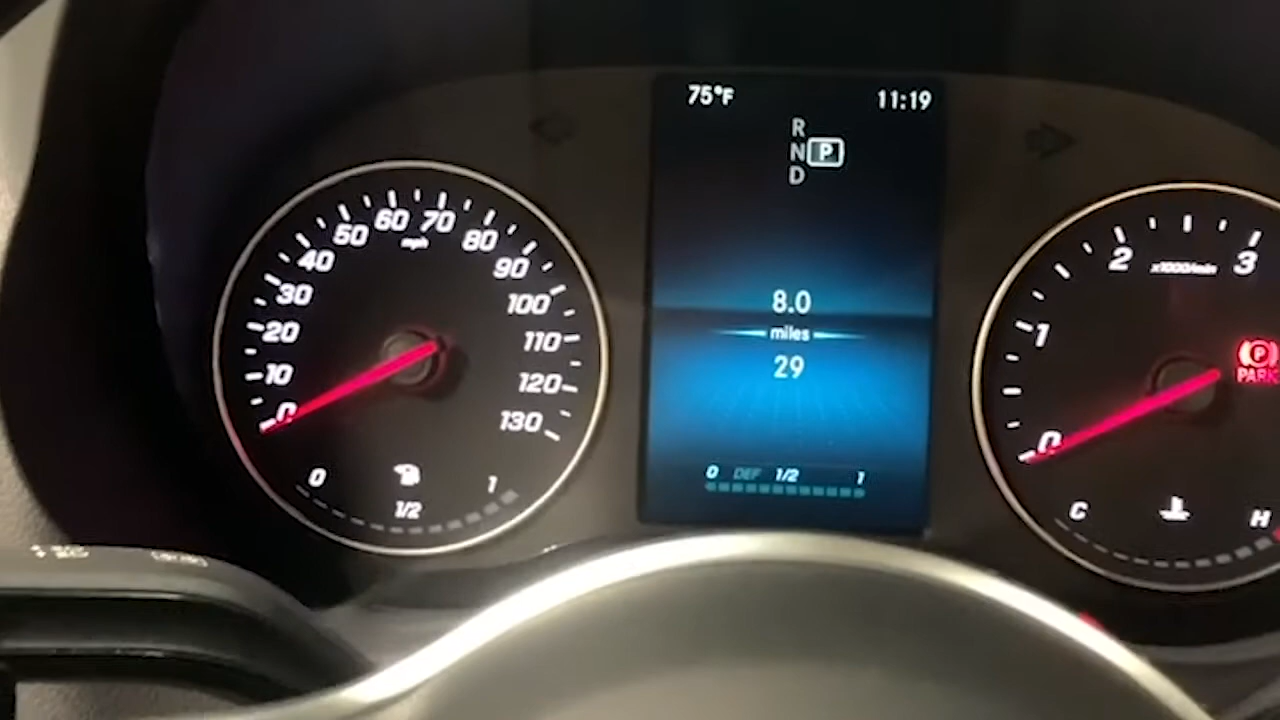 75°F 11:19
R
N P
D
8.0
miles
29
0 DEF 1/2 1
0
10
20
30
40
50
60
70
80
90
100
110
120
130
mph
0 1/2 1
0
1
2
3
x1000/min
P
PARK
C H